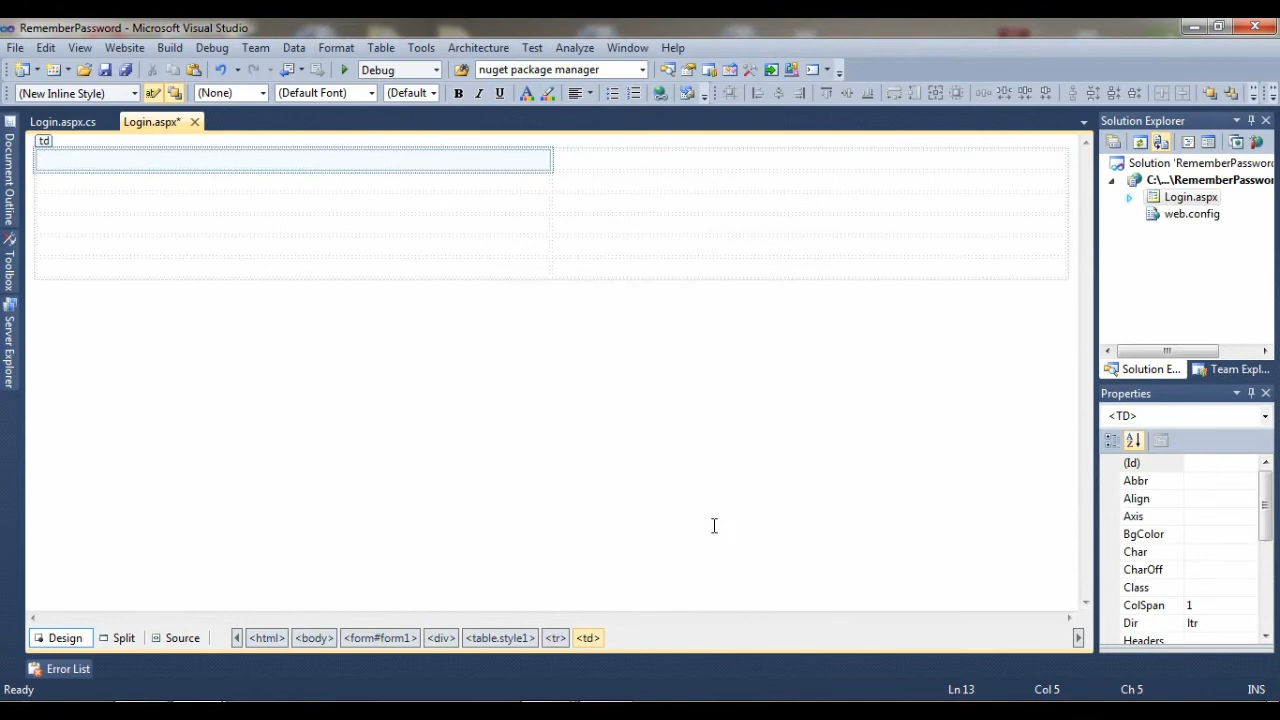 RememberPassword - Microsoft Visual Studio
File Edit View Website Build Debug Team Data Format Table Tools Architecture Test Analyze Window Help
Debug nuget package manager
(New Inline Style) (None) (Default Font) (Default B I U A
Login.aspx.cs Login.aspx*
td
Document Outline
Toolbox
Server Explorer
Solution Explorer
Solution 'RememberPassword
C:\...\RememberPasswor
Login.aspx
web.config
Solution E... Team Expl...
Properties
<TD>
(Id)
Abbr
Align
Axis
BgColor
Char
CharOff
Class
ColSpan 1
Dir ltr
Headers
Design Split Source <html> <body> <form#form1> <div> <table.style1> <tr> <td>
Error List
Ready Ln 13 Col 5 Ch 5 INS